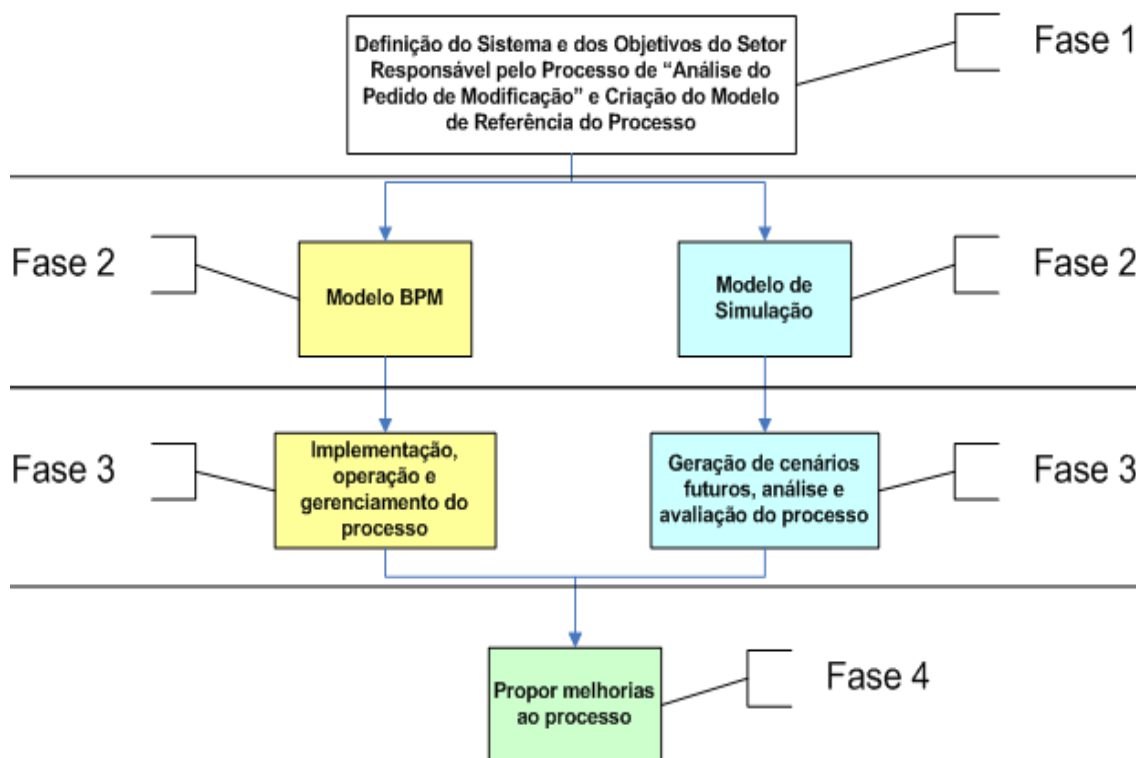 Definição do Sistema e dos Objetivos do Setor
Responsável pelo Processo de “Análise do
Pedido de Modificação” e Criação do Modelo
de Referência do Processo
Fase 1
Fase 2
Modelo BPM
Modelo de
Simulação
Fase 2
Fase 3
Implementação,
operação e
gerenciamento do
processo
Geração de cenários
futuros, análise e
avaliação do processo
Fase 3
Propor melhorias
ao processo
Fase 4